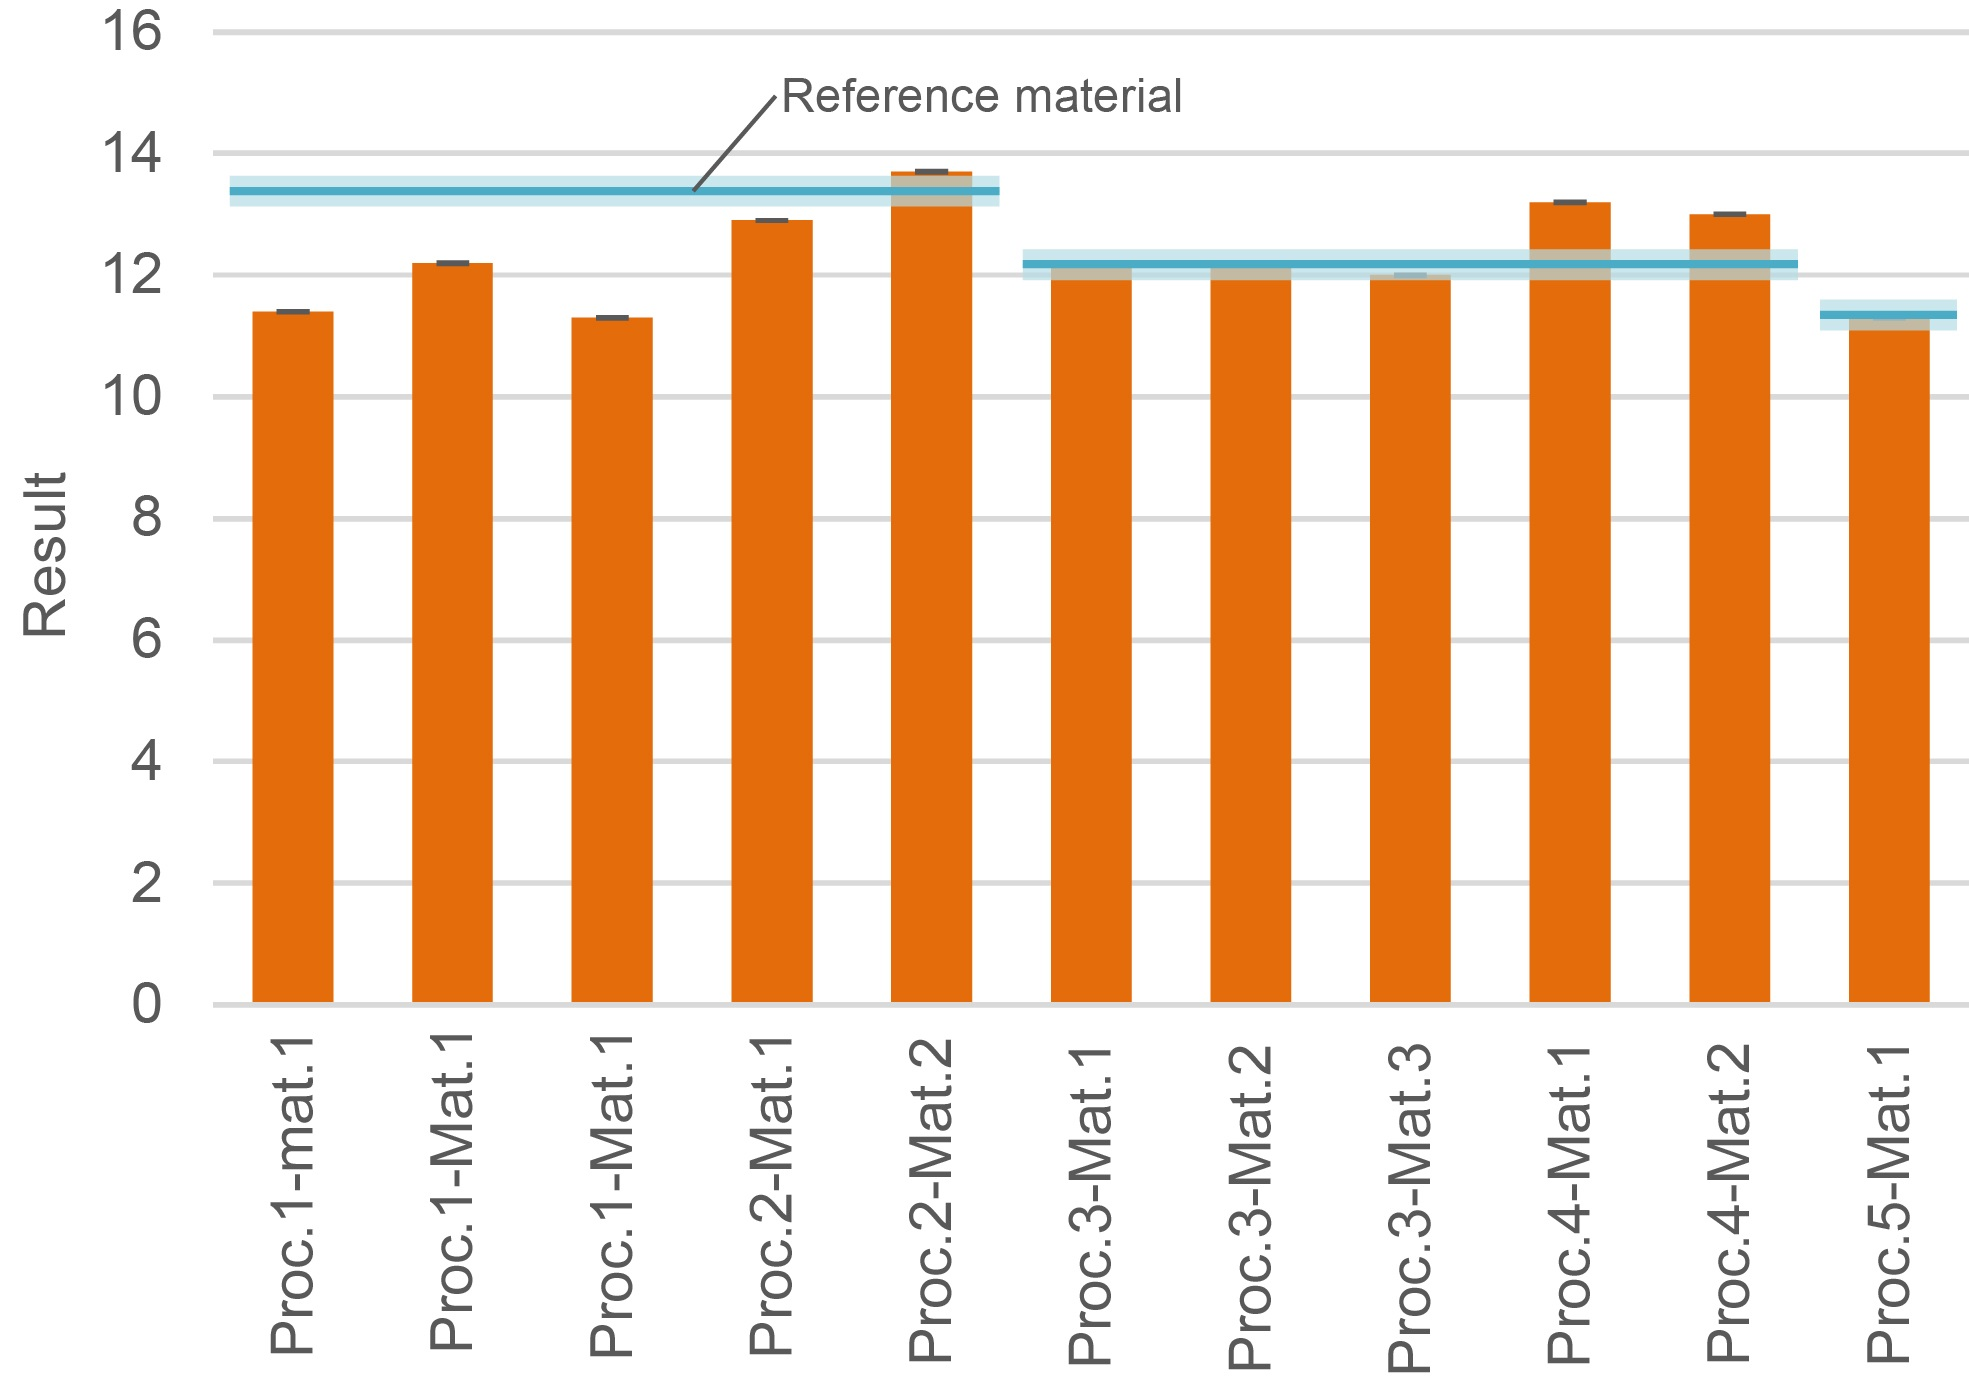 16
Reference material
14
12
10
8
6
4
2
0
Result
Proc.1-mat.1
Proc.1-Mat.1
Proc.1-Mat.1
Proc.2-Mat.1
Proc.2-Mat.2
Proc.3-Mat.1
Proc.3-Mat.2
Proc.3-Mat.3
Proc.4-Mat.1
Proc.4-Mat.2
Proc.5-Mat.1